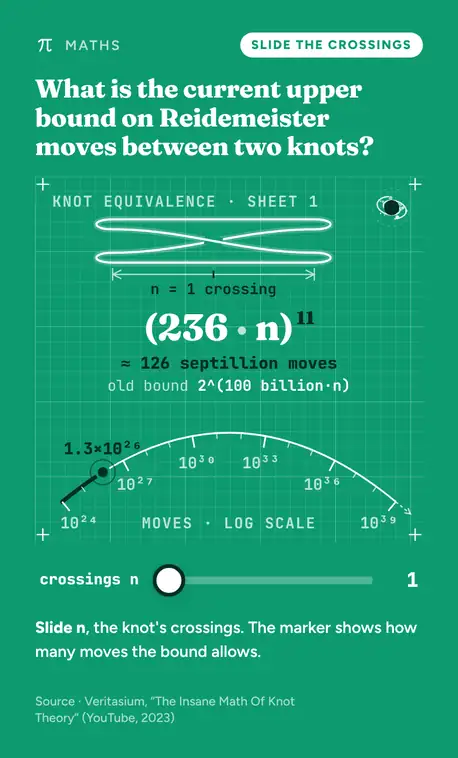 π MATHS
SLIDE THE CROSSINGS
What is the current upper
bound on Reidemeister
moves between two knots?
KNOT EQUIVALENCE · SHEET 1
n = 1 crossing
(236 · n)¹¹
≈ 126 septillion moves
old bound 2^(100 billion·n)
1.3×10²⁶
10²⁴
10²⁷
10³⁰
10³³
10³⁶
10³⁹
MOVES · LOG SCALE
crossings n
1
Slide n, the knot's crossings. The marker shows how
many moves the bound allows.
Source · Veritasium, "The Insane Math Of Knot
Theory" (YouTube, 2023)